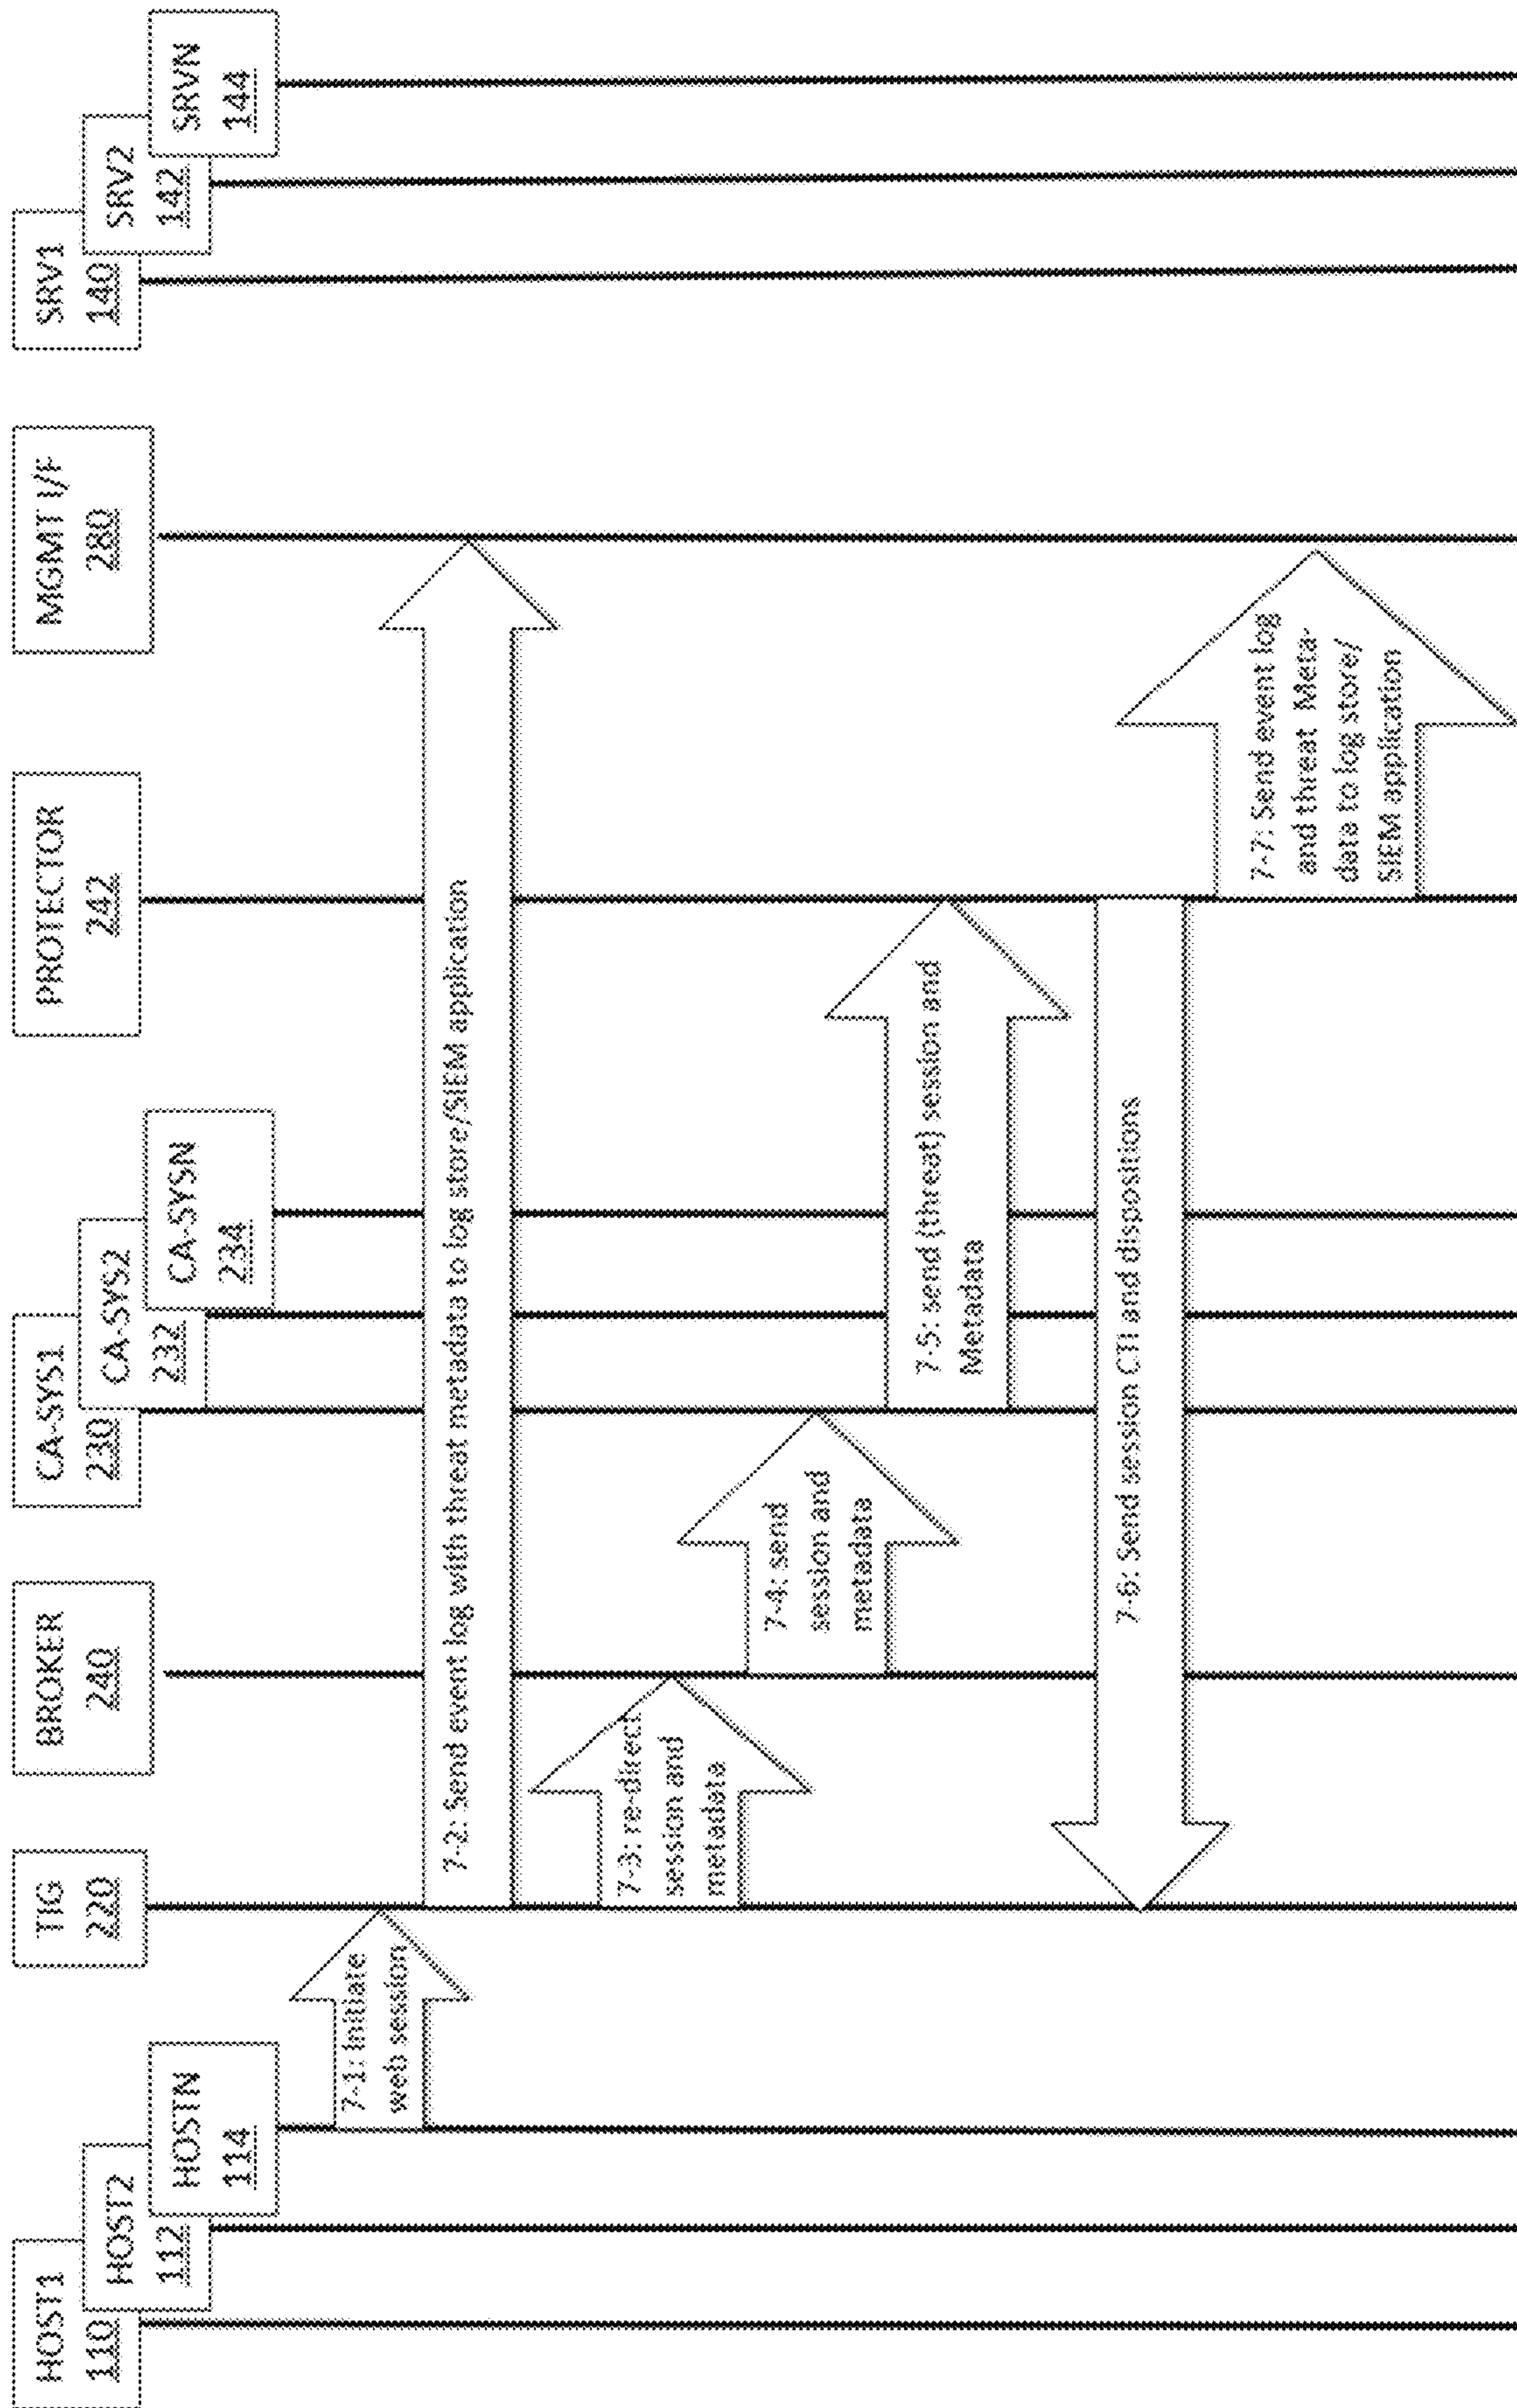 HOST1
110
HOST2
112
HOSTN
114
TIG
220
BROKER
240
CA-SYS1
230
CA-SYS2
232
CA-SYSN
234
PROTECTOR
242
MGMT I/F
280
SRV1
140
SRV2
142
SRVN
144
7-1: Initiate
web session
7-2: Send event log with threat metadata to log store/SIEM application
7-3: re-direct
session and
metadata
7-4: send
session and
metadata
7-5: send (threat) session and
Metadata
7-6: Send session CTI and dispositions
7-7: Send event log
and threat Meta-
data to log store/
SIEM application